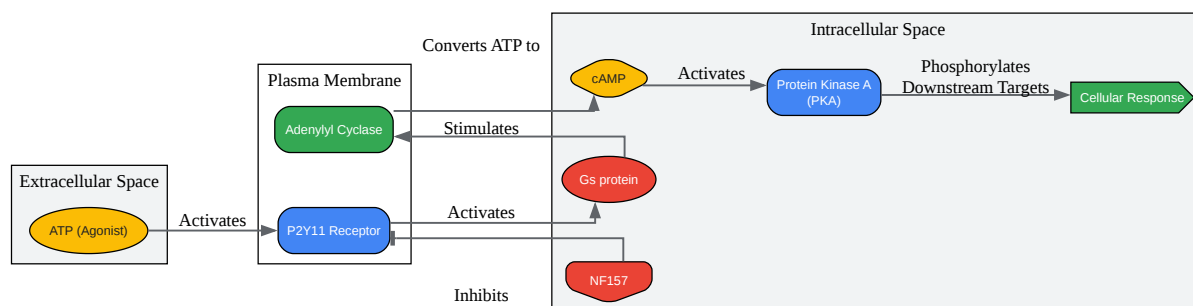 Extracellular Space
ATP (Agonist)
Activates
Plasma Membrane
Adenylyl Cyclase
P2Y11 Receptor
Converts ATP to
Stimulates
Activates
Inhibits
Intracellular Space
cAMP
Activates
Protein Kinase A
(PKA)
Phosphorylates
Downstream Targets
Cellular Response
Gs protein
NF157